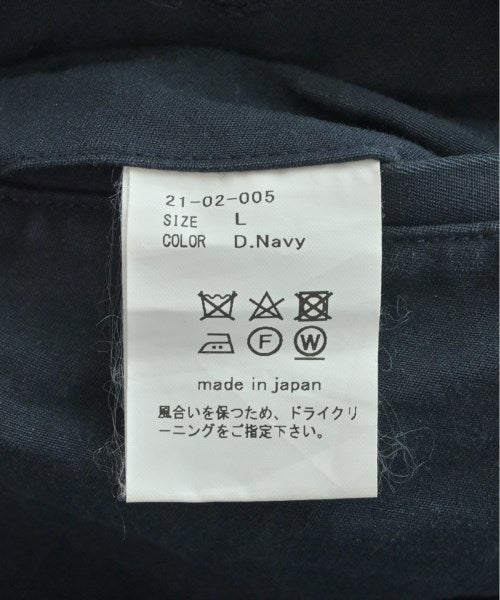 21-02-005
SIZE L
COLOR D.Navy
F W
made in japan
風合いを保つため、ドライクリ
ーニングをご指定下さい。